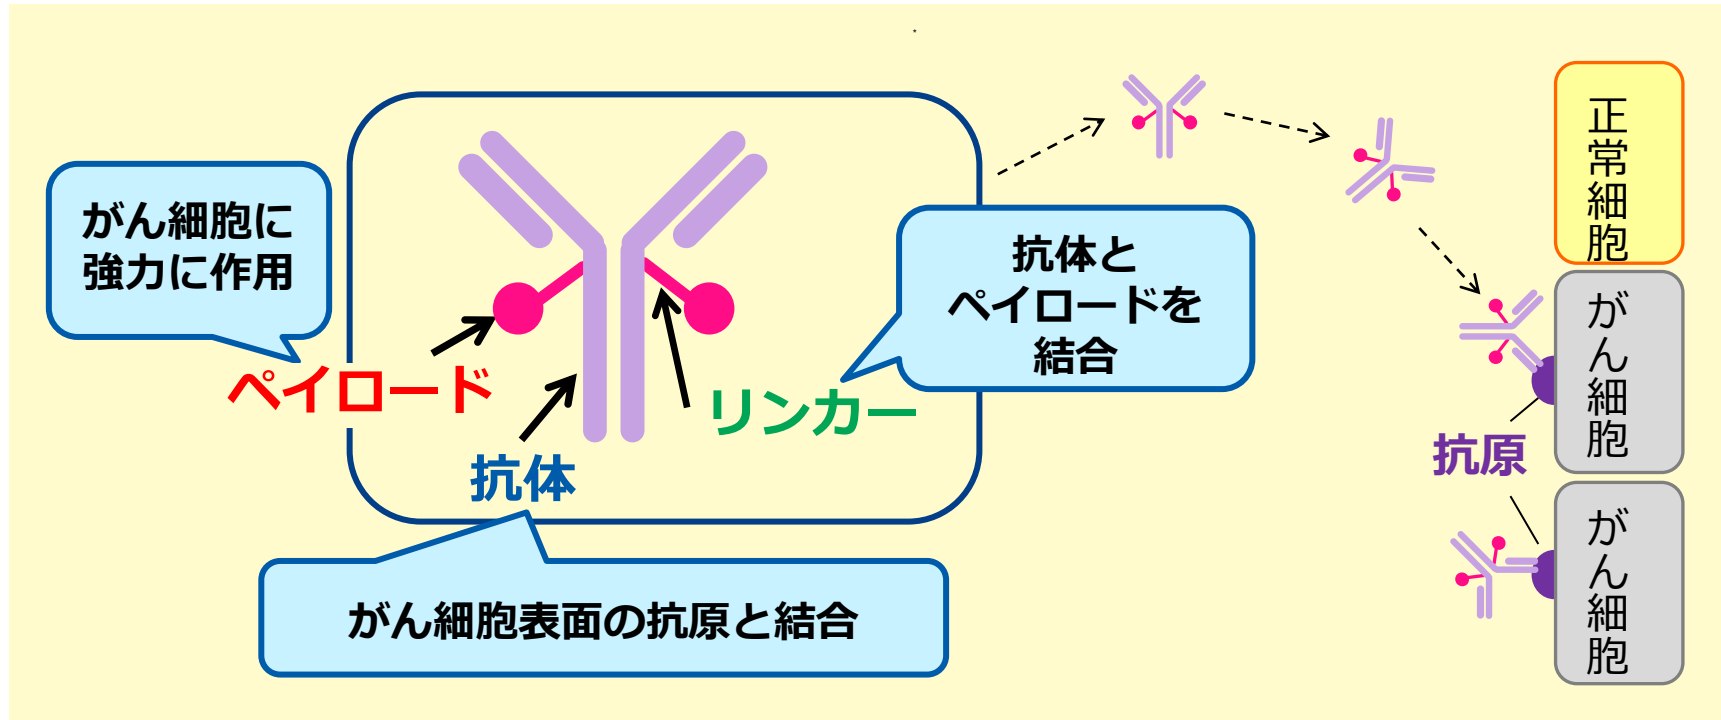 がん細胞に
強力に作用
ペイロード
抗体
リンカー
抗体と
ペイロードを
結合
がん細胞表面の抗原と結合
正常細胞
がん細胞
抗原
がん細胞